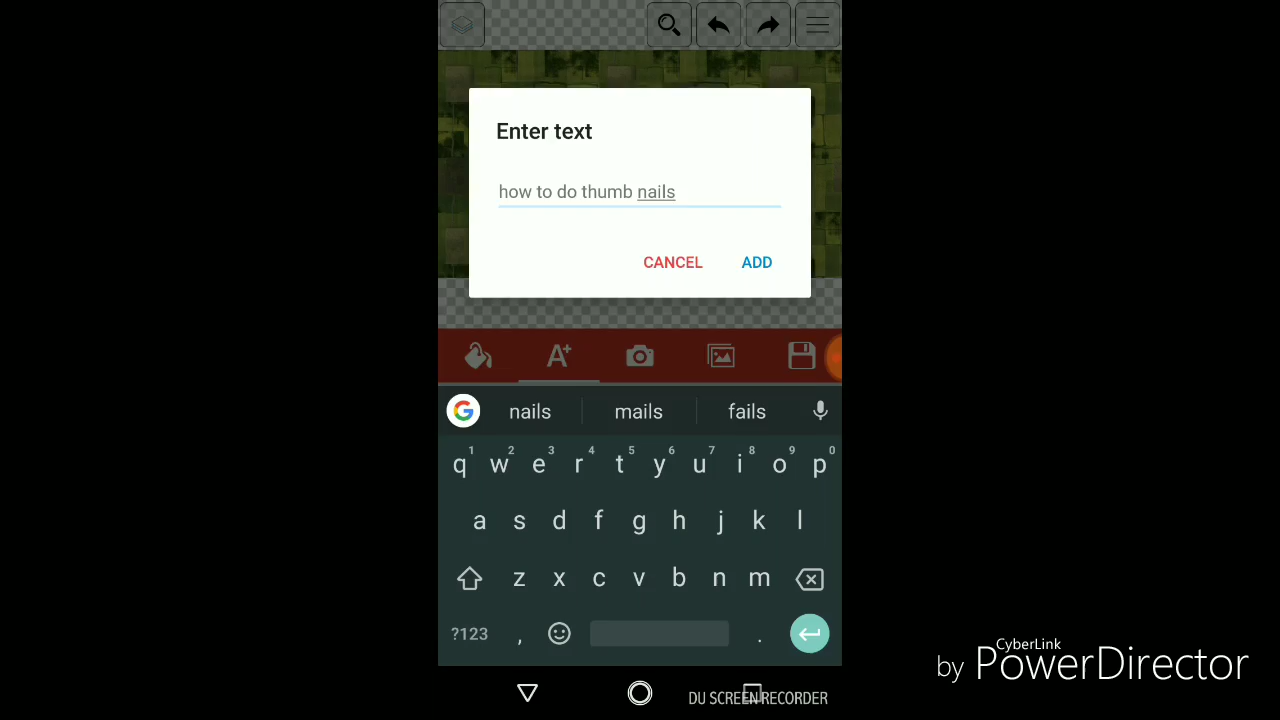 Enter text
how to do thumb nails
CANCEL ADD
A+
G nails mails fails
1 2 3 4 5 6 7 8 9 0
q w e r t y u i o p
a s d f g h j k l
z x c v b n m
?123 , .
CyberLink
by PowerDirector
DU SCREEN RECORDER